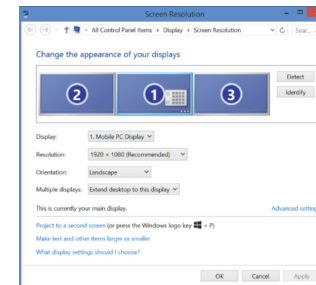 Screen Resolution
« All Control Panel Items › Display › Screen Resolution
Sear...
Change the appearance of your displays
2
1
3
Detect
Identify
Display: 1. Mobile PC Display
Resolution: 1920 × 1080 (Recommended)
Orientation: Landscape
Multiple displays: Extend desktop to this display
This is currently your main display.
Advanced setting
Project to a second screen (or press the Windows logo key + P)
Make text and other items larger or smaller
What display settings should I choose?
OK
Cancel
Apply